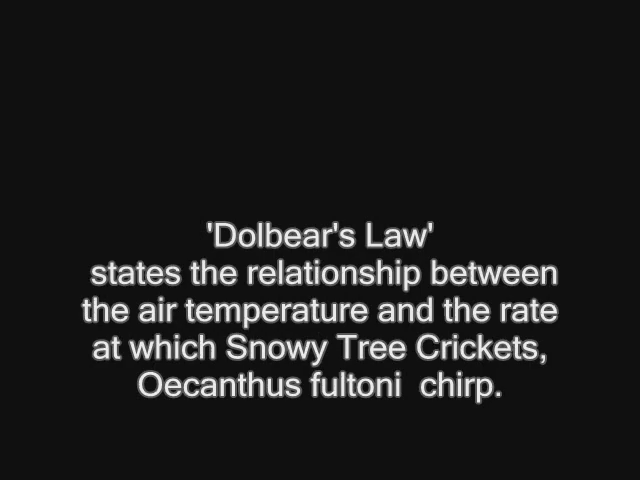 'Dolbear's Law'
states the relationship between
the air temperature and the rate
at which Snowy Tree Crickets,
Oecanthus fultoni  chirp.